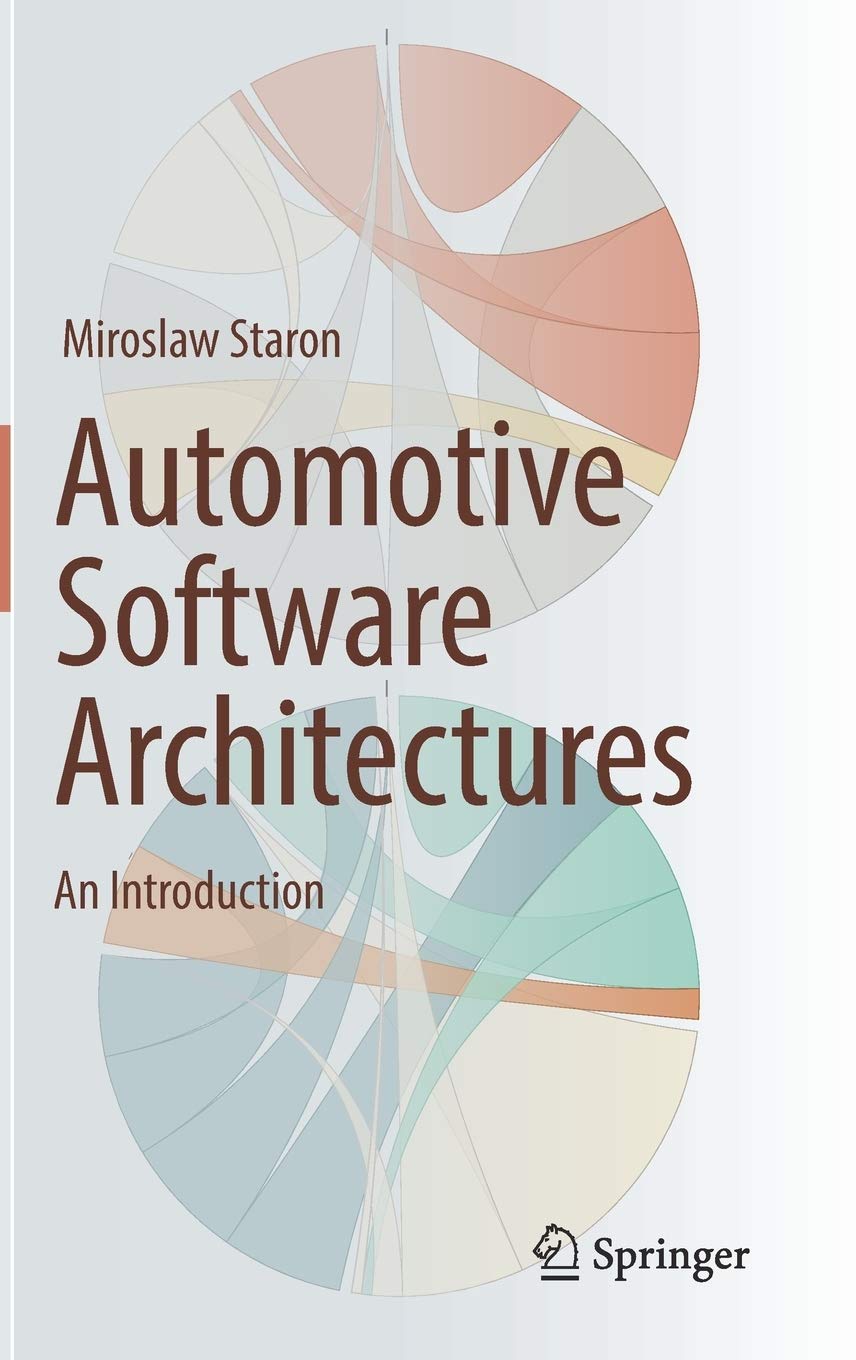 Miroslaw Staron
Automotive
Software
Architectures
An Introduction
Springer